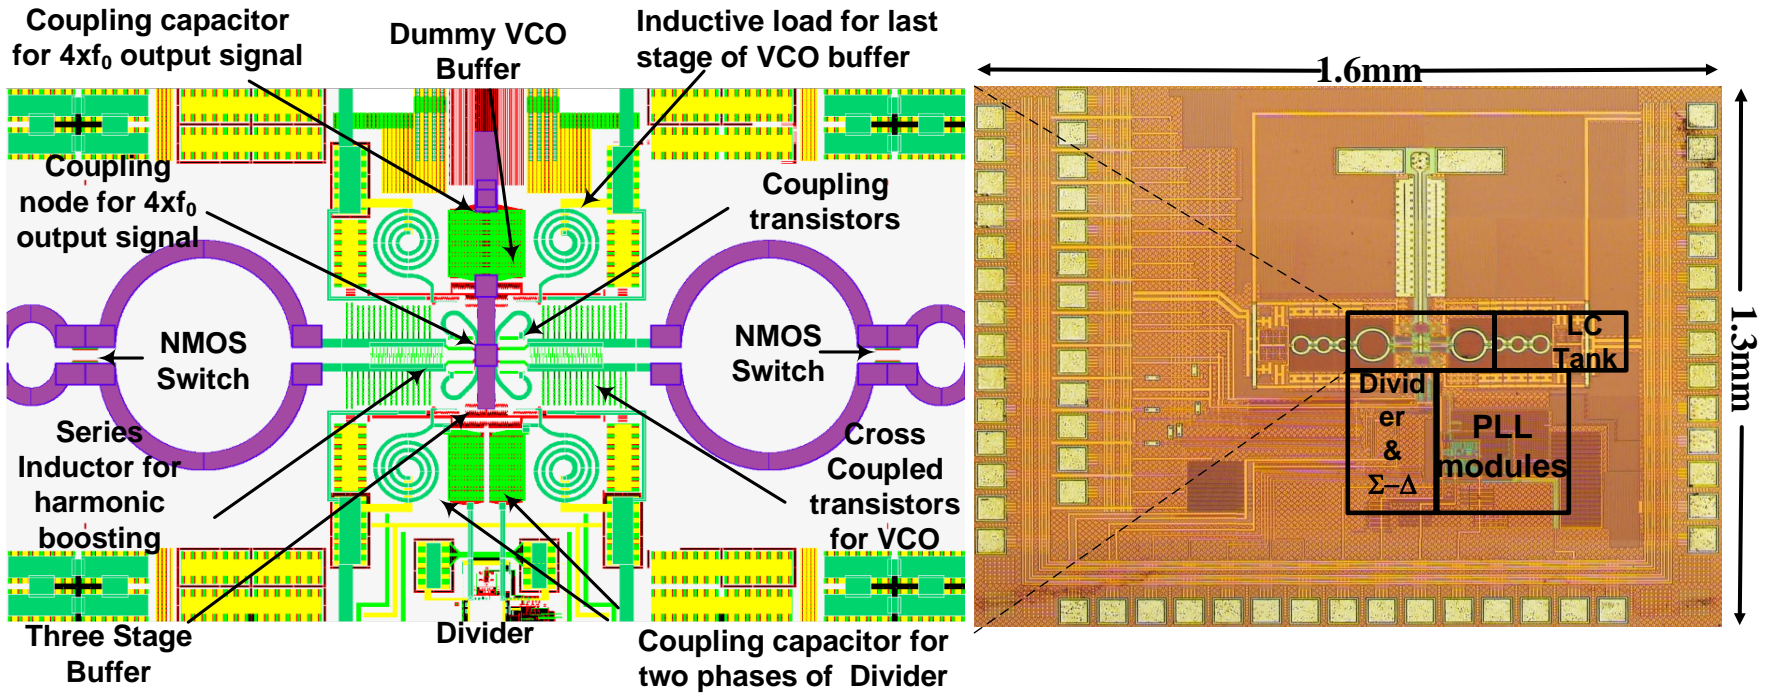 Coupling capacitor
for 4xf₀ output signal
Dummy VCO
Buffer
Inductive load for last
stage of VCO buffer
Coupling
node for 4xf₀
output signal
Coupling
transistors
NMOS
Switch
NMOS
Switch
Series
Inductor for
harmonic
boosting
Cross
Coupled
transistors
for VCO
Three Stage
Buffer
Divider
Coupling capacitor for
two phases of Divider
1.6mm
1.3mm
LC
Tank
Divid
er
&
Σ−Δ
PLL
modules